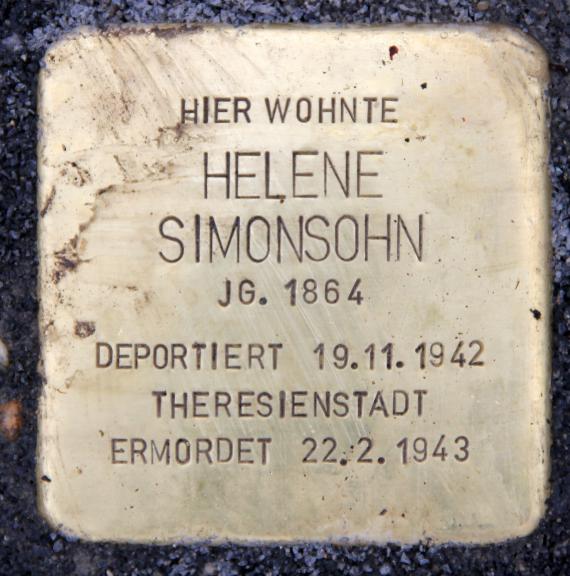 HIER WOHNTE
HELENE
SIMONSOHN
JG. 1864
DEPORTIERT 19.11.1942
THERESIENSTADT
ERMORDET 22.2.1943